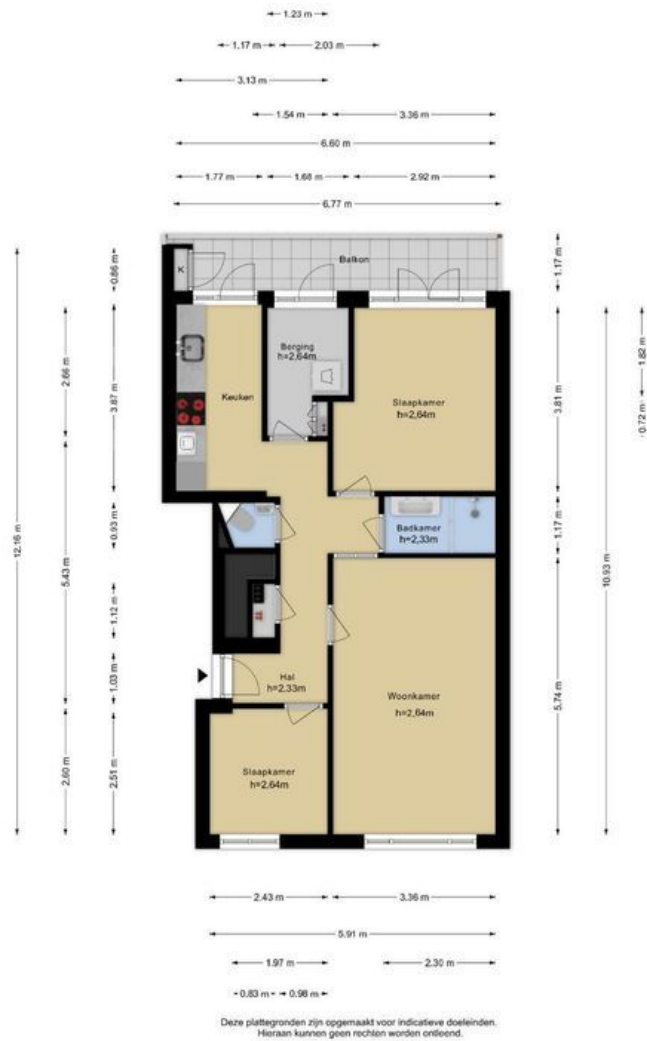 1.23 m
1.17 m 2.03 m
3.13 m
1.54 m 3.36 m
6.60 m
1.77 m 1.68 m 2.92 m
6.77 m
Balkon
K
0.86 m
1.17 m
Berging
h=2,64m
Keuken
Slaapkamer
h=2,64m
2.66 m
3.87 m
3.81 m
1.82 m
0.72 m
Badkamer
h=2,33m
0.93 m
1.17 m
12.16 m
5.43 m
10.93 m
1.12 m
1.03 m
Hal
h=2.33m
Woonkamer
h=2,64m
5.74 m
Slaapkamer
h=2,64m
2.60 m
2.51 m
2.43 m 3.36 m
5.91 m
1.97 m 2.30 m
0.83 m 0.98 m
Deze plattegronden zijn opgemaakt voor indicatieve doeleinden.
Hieraan kunnen geen rechten worden ontleend.